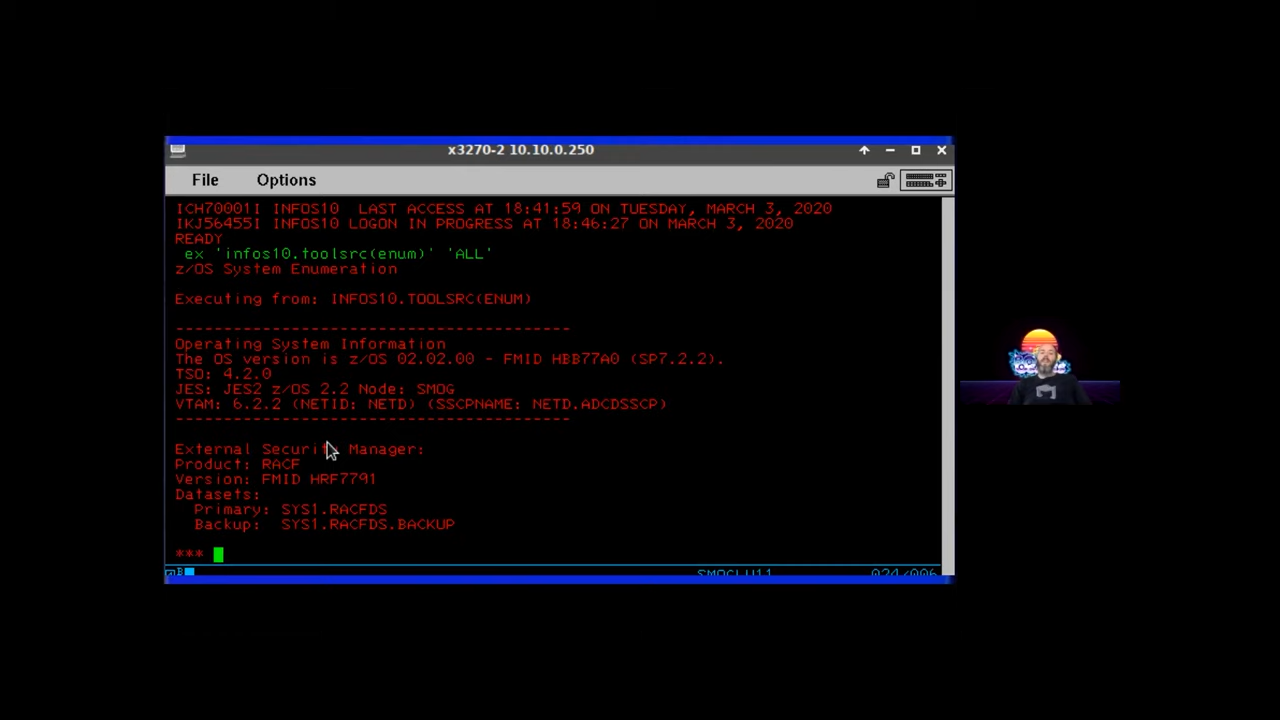 x3270-2 10.10.0.250
File Options
ICH70001I INFOS10  LAST ACCESS AT 18:41:59 ON TUESDAY, MARCH 3, 2020
IKJ56455I INFOS10 LOGON IN PROGRESS AT 18:46:27 ON MARCH 3, 2020
READY
ex 'infos10.toolsrc(enum)' 'ALL'
z/OS System Enumeration
Executing from: INFOS10.TOOLSRC(ENUM)
-----------------------------------------
Operating System Information
The OS version is z/OS 02.02.00 - FMID HBB77A0 (SP7.2.2).
TSO: 4.2.0
JES: JES2 z/OS 2.2 Node: SMOG
VTAM: 6.2.2 (NETID: NETD) (SSCPNAME: NETD.ADCDSSCP)
-----------------------------------------
External Security Manager:
Product: RACF
Version: FMID HRF7791
Datasets:
Primary: SYS1.RACFDS
Backup:  SYS1.RACFDS.BACKUP
***
024/006